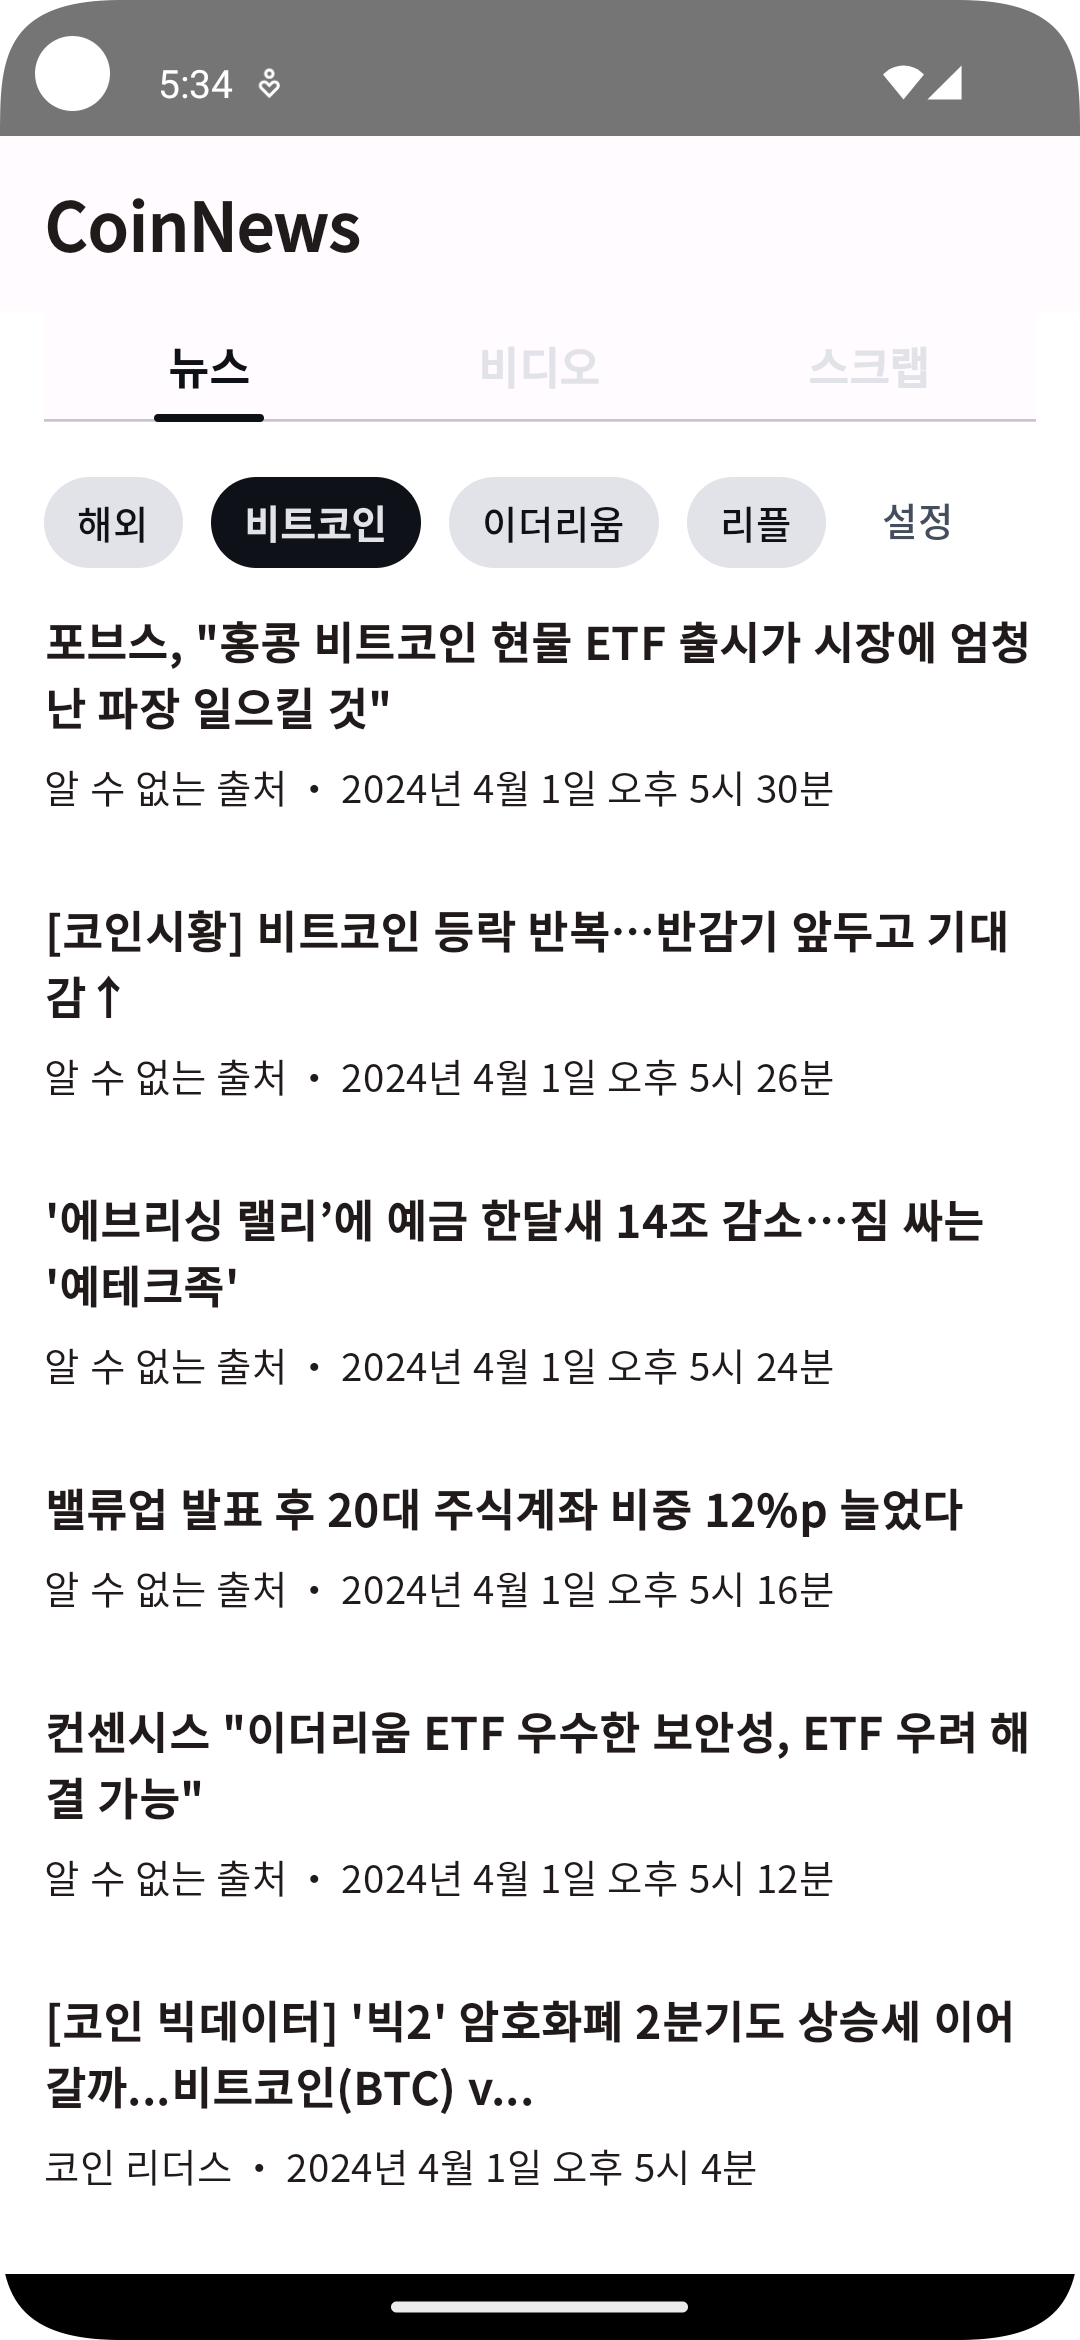 5:34
CoinNews
뉴스 비디오 스크랩
해외 비트코인 이더리움 리플 설정
포브스, "홍콩 비트코인 현물 ETF 출시가 시장에 엄청
난 파장 일으킬 것"
알 수 없는 출처 • 2024년 4월 1일 오후 5시 30분
[코인시황] 비트코인 등락 반복…반감기 앞두고 기대
감↑
알 수 없는 출처 • 2024년 4월 1일 오후 5시 26분
'에브리싱 랠리’에 예금 한달새 14조 감소…짐 싸는
'예테크족'
알 수 없는 출처 • 2024년 4월 1일 오후 5시 24분
밸류업 발표 후 20대 주식계좌 비중 12%p 늘었다
알 수 없는 출처 • 2024년 4월 1일 오후 5시 16분
컨센시스 "이더리움 ETF 우수한 보안성, ETF 우려 해
결 가능"
알 수 없는 출처 • 2024년 4월 1일 오후 5시 12분
[코인 빅데이터] '빅2' 암호화폐 2분기도 상승세 이어
갈까...비트코인(BTC) v...
코인 리더스 • 2024년 4월 1일 오후 5시 4분